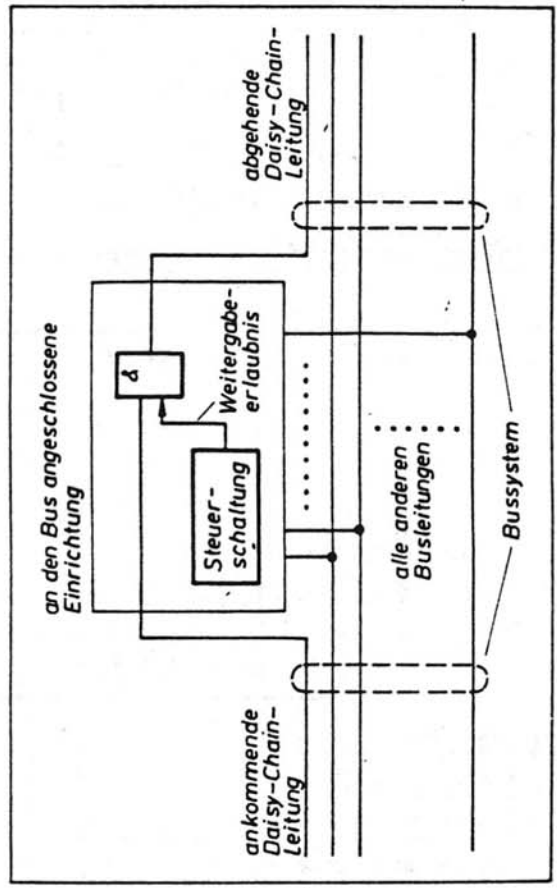 an den Bus angeschlossene
Einrichtung
&
Steuer-
schaltung
Weitergabe-
erlaubnis
ankommende
Daisy-Chain-
Leitung
abgehende
Daisy-Chain-
Leitung
alle anderen
Busleitungen
Bussystem